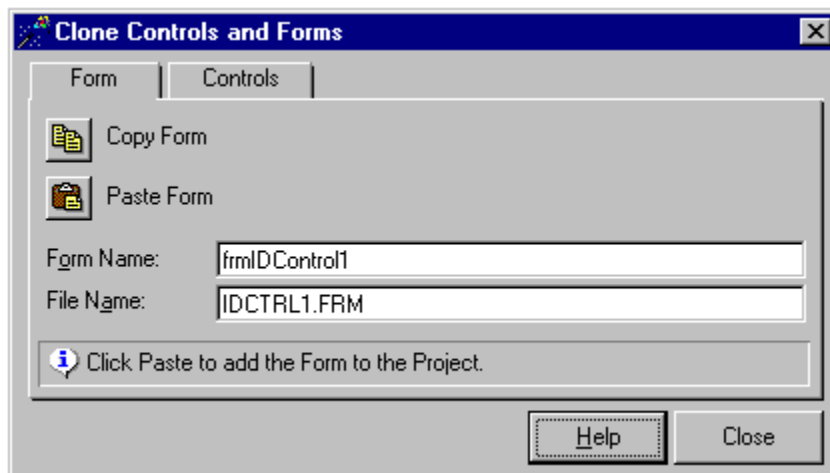 Clone Controls and Forms
Form Controls
Copy Form
Paste Form
Form Name: frmIDControl1
File Name: IDCTRL1.FRM
Click Paste to add the Form to the Project.
Help Close